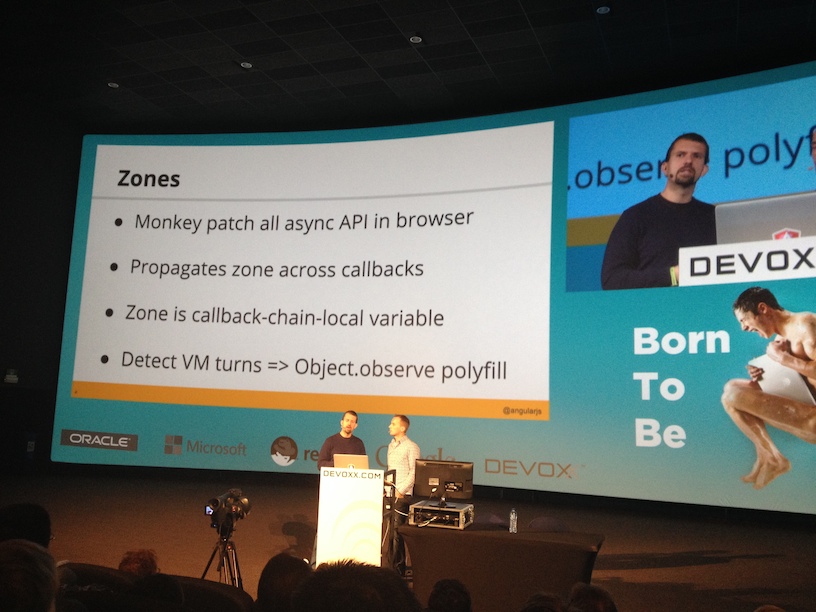 Zones
• Monkey patch all async API in browser
• Propagates zone across callbacks
• Zone is callback-chain-local variable
• Detect VM turns => Object.observe polyfill
@angularjs
.obser polyf
DEVOX
Born
To
Be
ORACLE
Microsoft
re
DEVOX
DEVOXX.COM